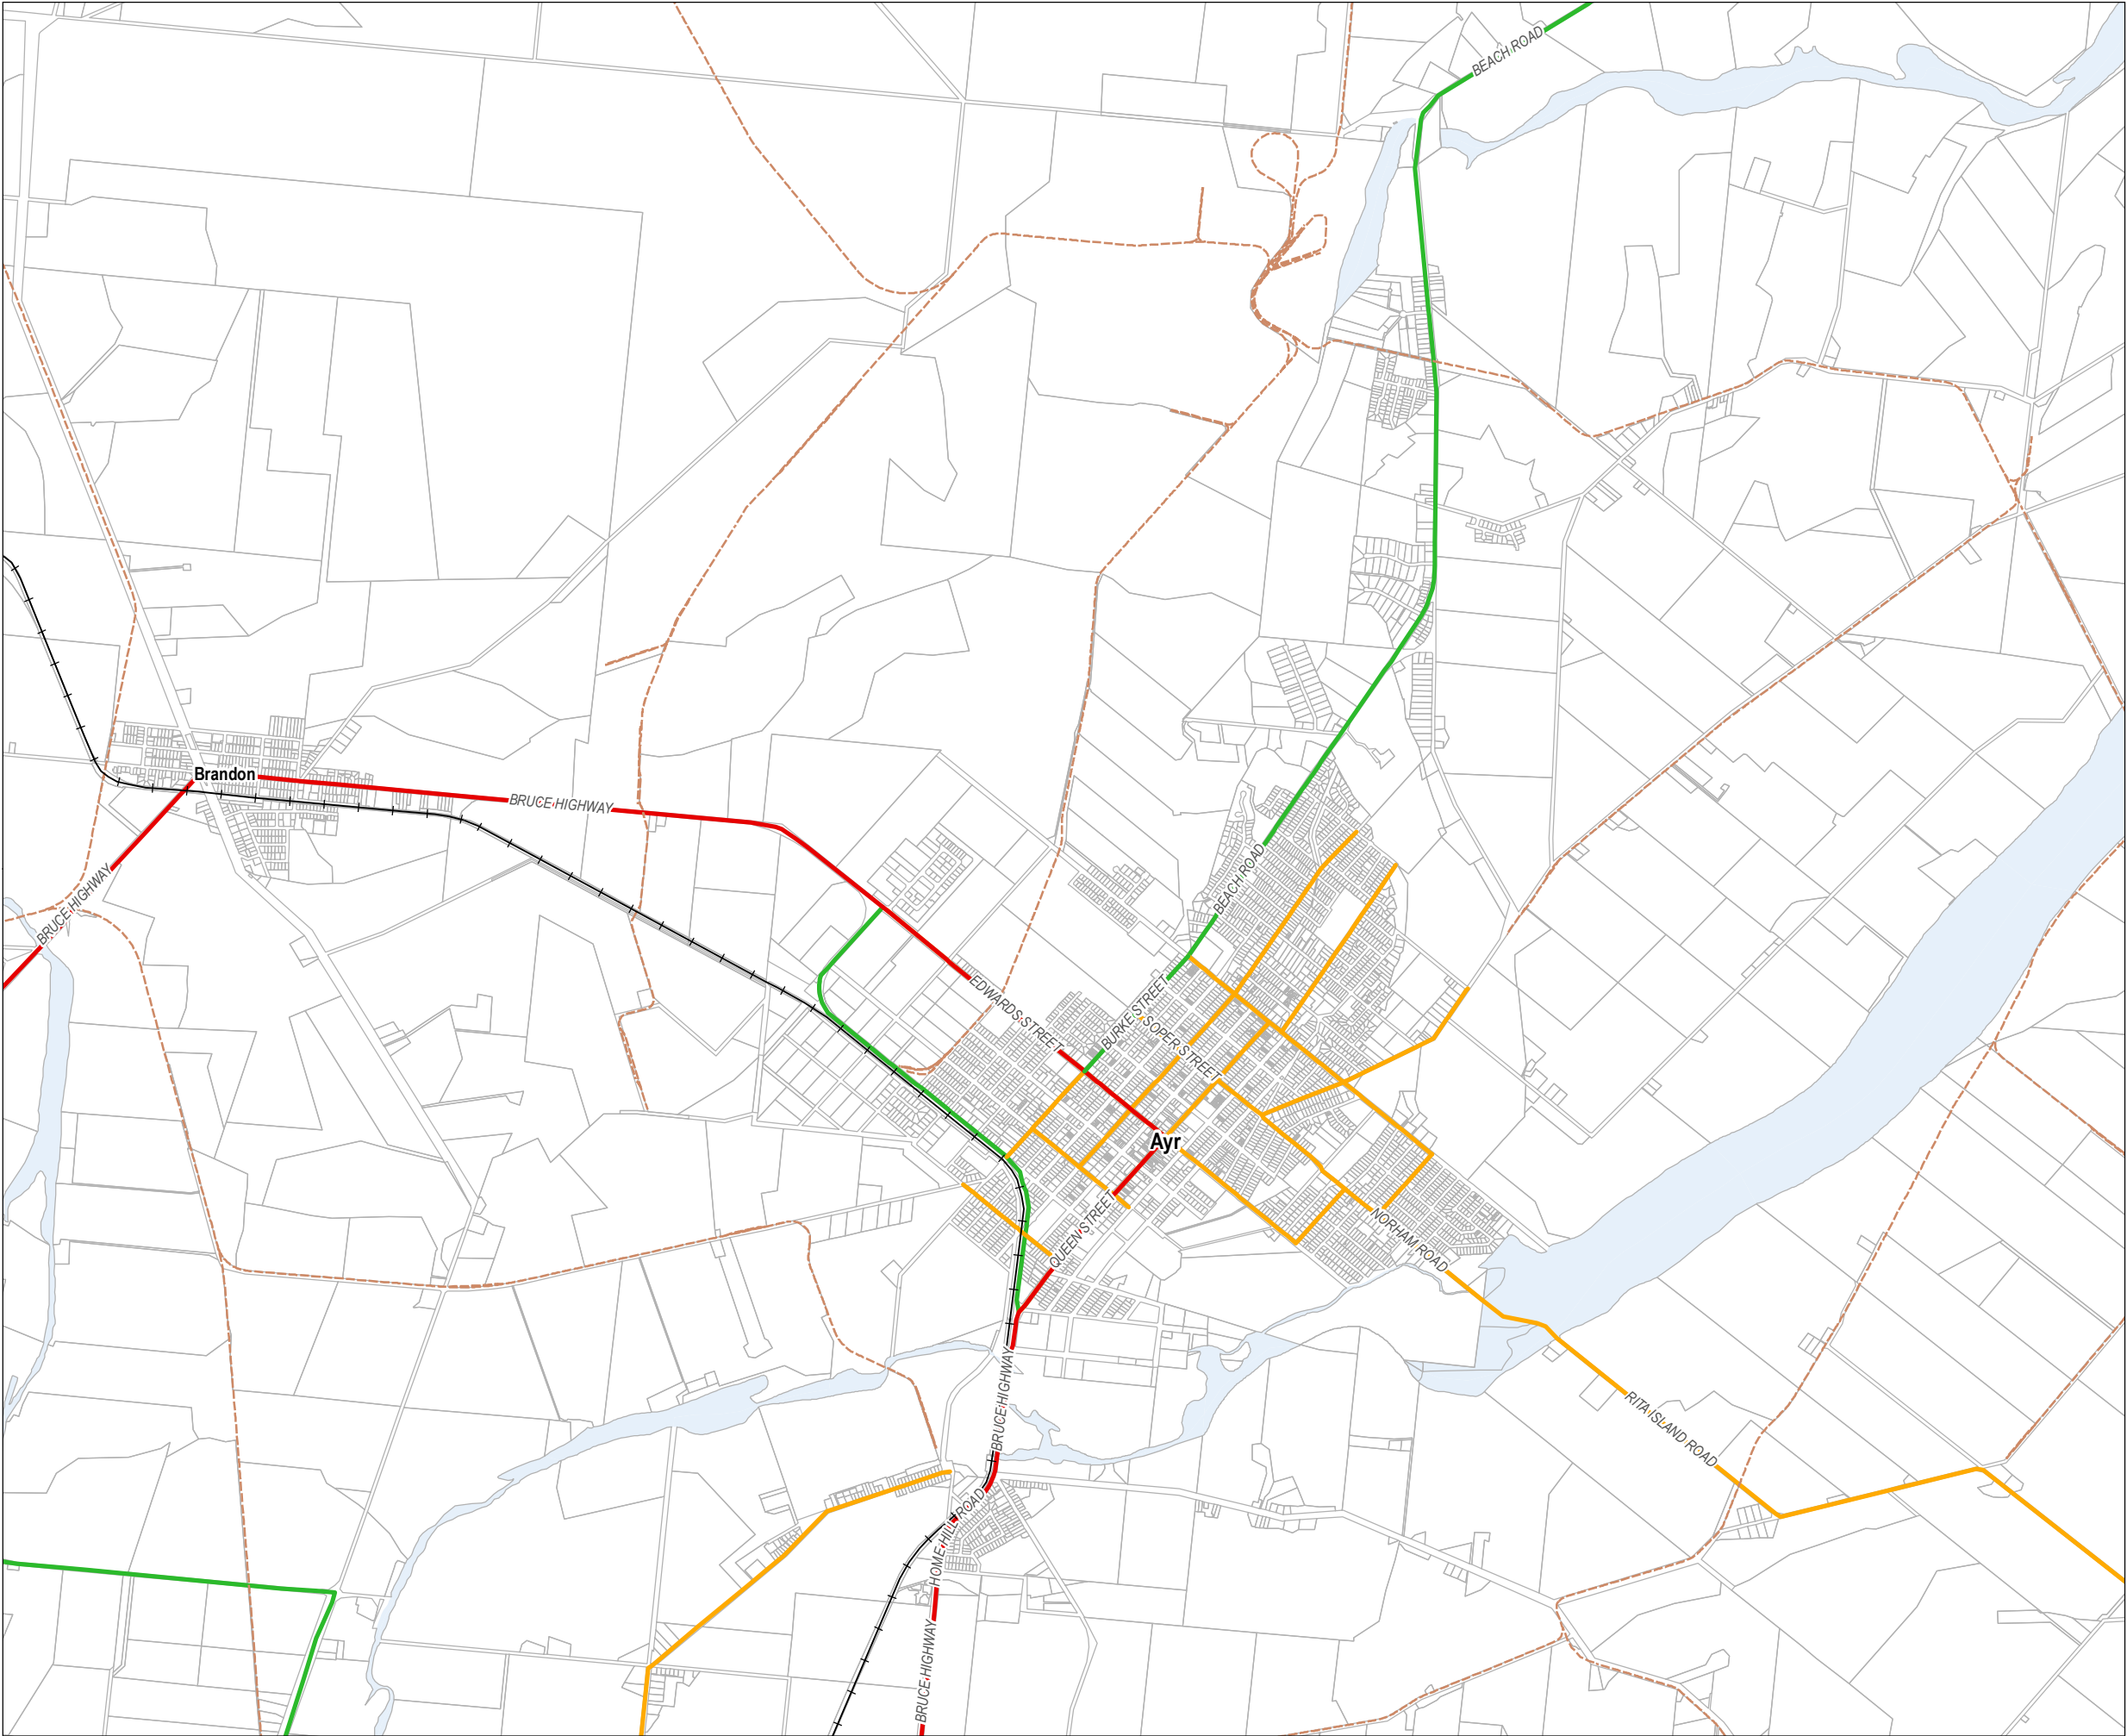 BEACH ROAD
Brandon
BRUCE HIGHWAY
BRUCE HIGHWAY
BEACH ROAD
EDWARDS STREET
BURKE STREET
SOPER STREET
Ayr
QUEEN STREET
NORHAM ROAD
BRUCE HIGHWAY
RITA ISLAND ROAD
HOME HILL ROAD
BRUCE HIGHWAY